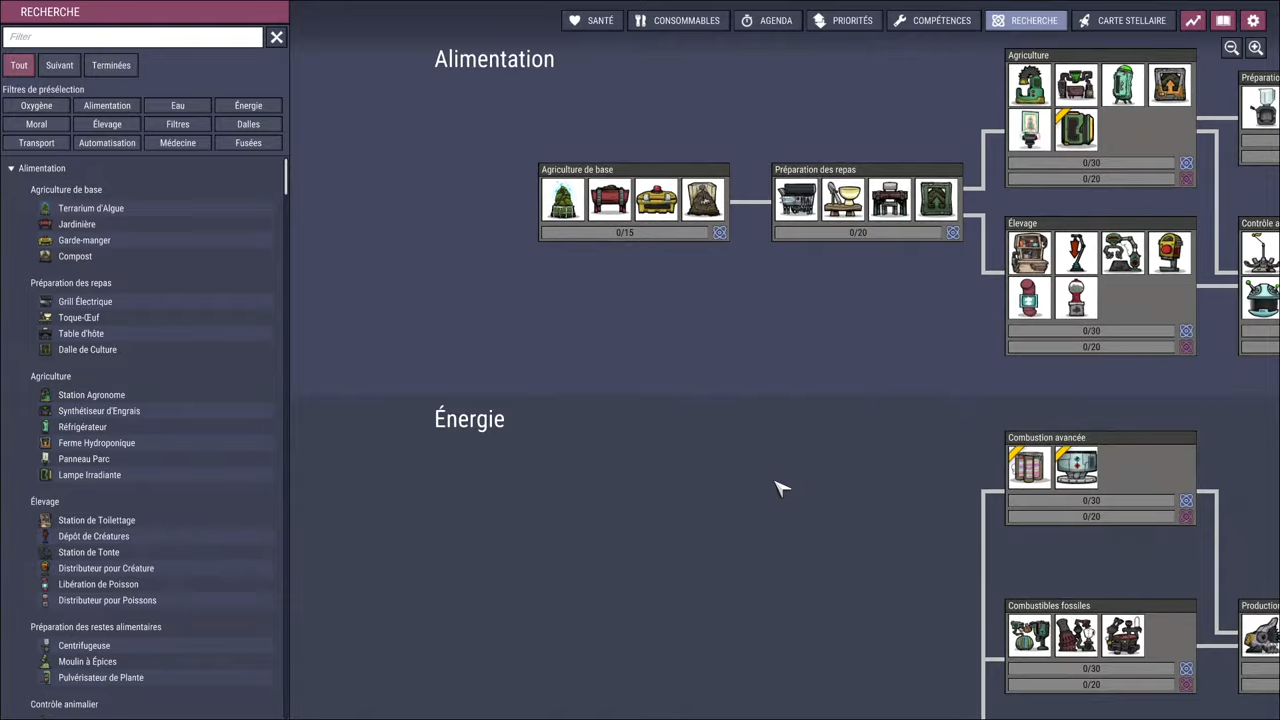 RECHERCHE
Filter
Tout
Suivant
Terminées
Filtres de présélection
Oxygène
Alimentation
Eau
Énergie
Moral
Élevage
Filtres
Dalles
Transport
Automatisation
Médecine
Fusées
Alimentation
Agriculture de base
Terrarium d'Algue
Jardinière
Garde-manger
Compost
Préparation des repas
Grill Électrique
Toque-Œuf
Table d'hôte
Dalle de Culture
Agriculture
Station Agronome
Synthétiseur d'Engrais
Réfrigérateur
Ferme Hydroponique
Panneau Parc
Lampe Irradiante
Élevage
Station de Toilettage
Dépôt de Créatures
Station de Tonte
Distributeur pour Créature
Libération de Poisson
Distributeur pour Poissons
Préparation des restes alimentaires
Centrifugeuse
Moulin à Épices
Pulvérisateur de Plante
Contrôle animalier
SANTÉ
CONSOMMABLES
AGENDA
PRIORITÉS
COMPÉTENCES
RECHERCHE
CARTE STELLAIRE
Alimentation
Agriculture de base
0/15
Préparation des repas
0/20
Agriculture
0/30
0/20
Préparatio
Élevage
0/30
0/20
Contrôle a
Énergie
Combustion avancée
0/30
0/20
Combustibles fossiles
0/30
0/20
Production